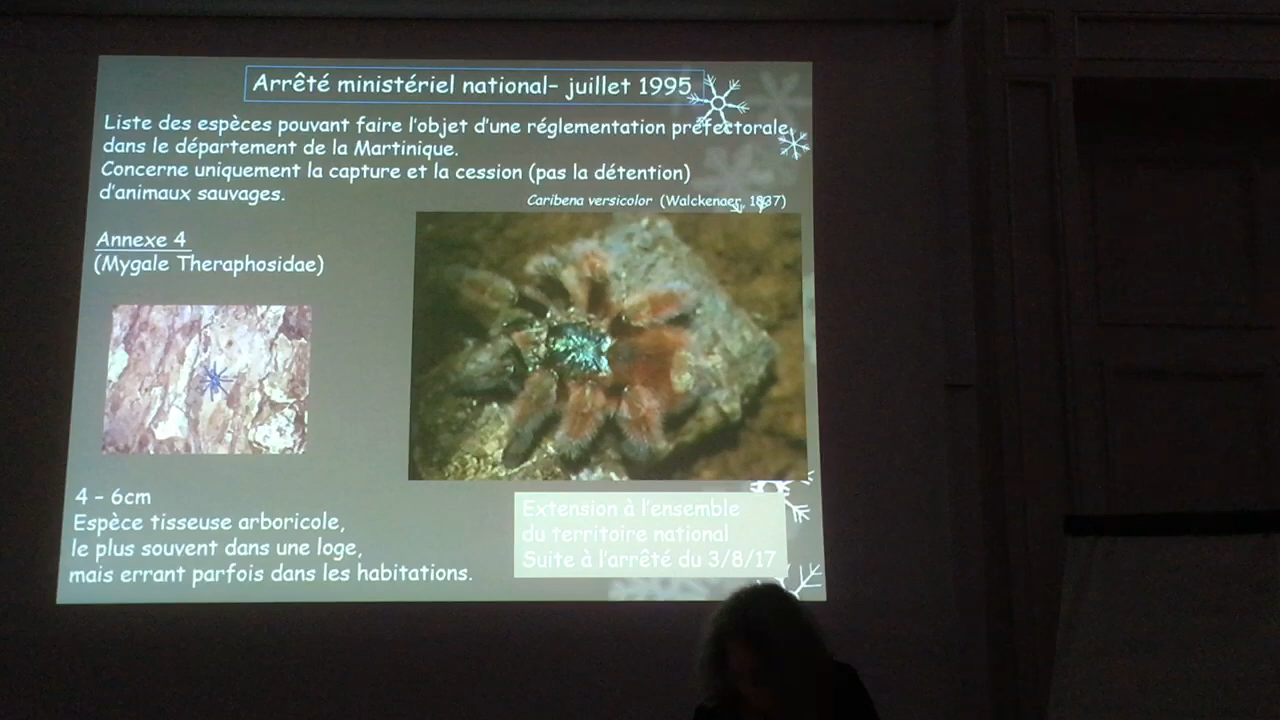 Arrêté ministériel national– juillet 1995
Liste des espèces pouvant faire l'objet d'une réglementation préfectorale,
dans le département de la Martinique.
Concerne uniquement la capture et la cession (pas la détention)
d'animaux sauvages.
Caribena versicolor (Walckenaer, 1837)
Annexe 4
(Mygale Theraphosidae)
4 – 6cm
Espèce tisseuse arboricole,
le plus souvent dans une loge,
mais errant parfois dans les habitations.
Extension à l'ensemble
du territoire national
Suite à l'arrêté du 3/8/17